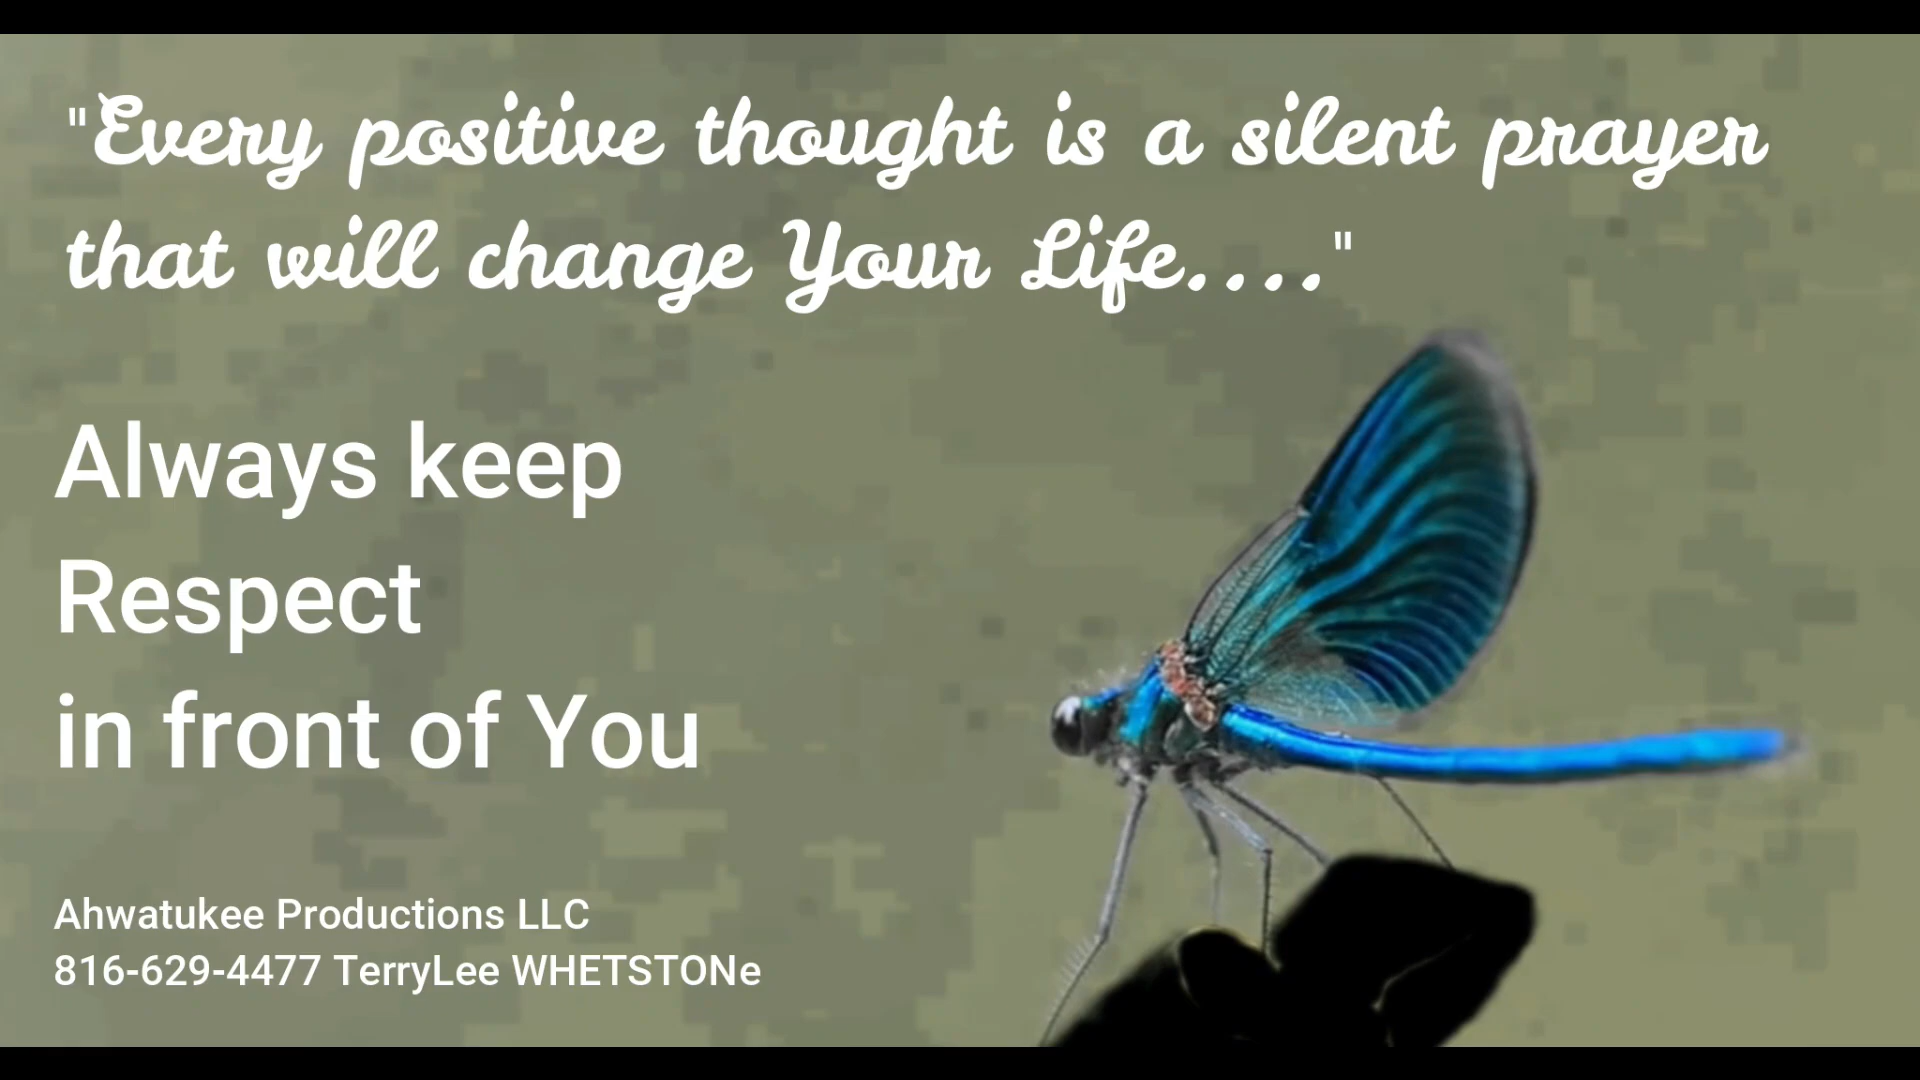 "Every positive thought is a silent prayer
that will change Your Life...."
Always keep
Respect
in front of You
Ahwatukee Productions LLC
816-629-4477 TerryLee WHETSTONe